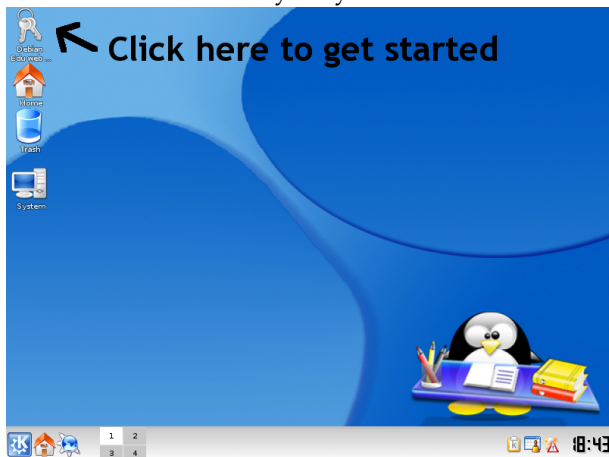 Click here to get started
Debian
Edu web ...
Home
Trash
System
1 2
3 4
18:43